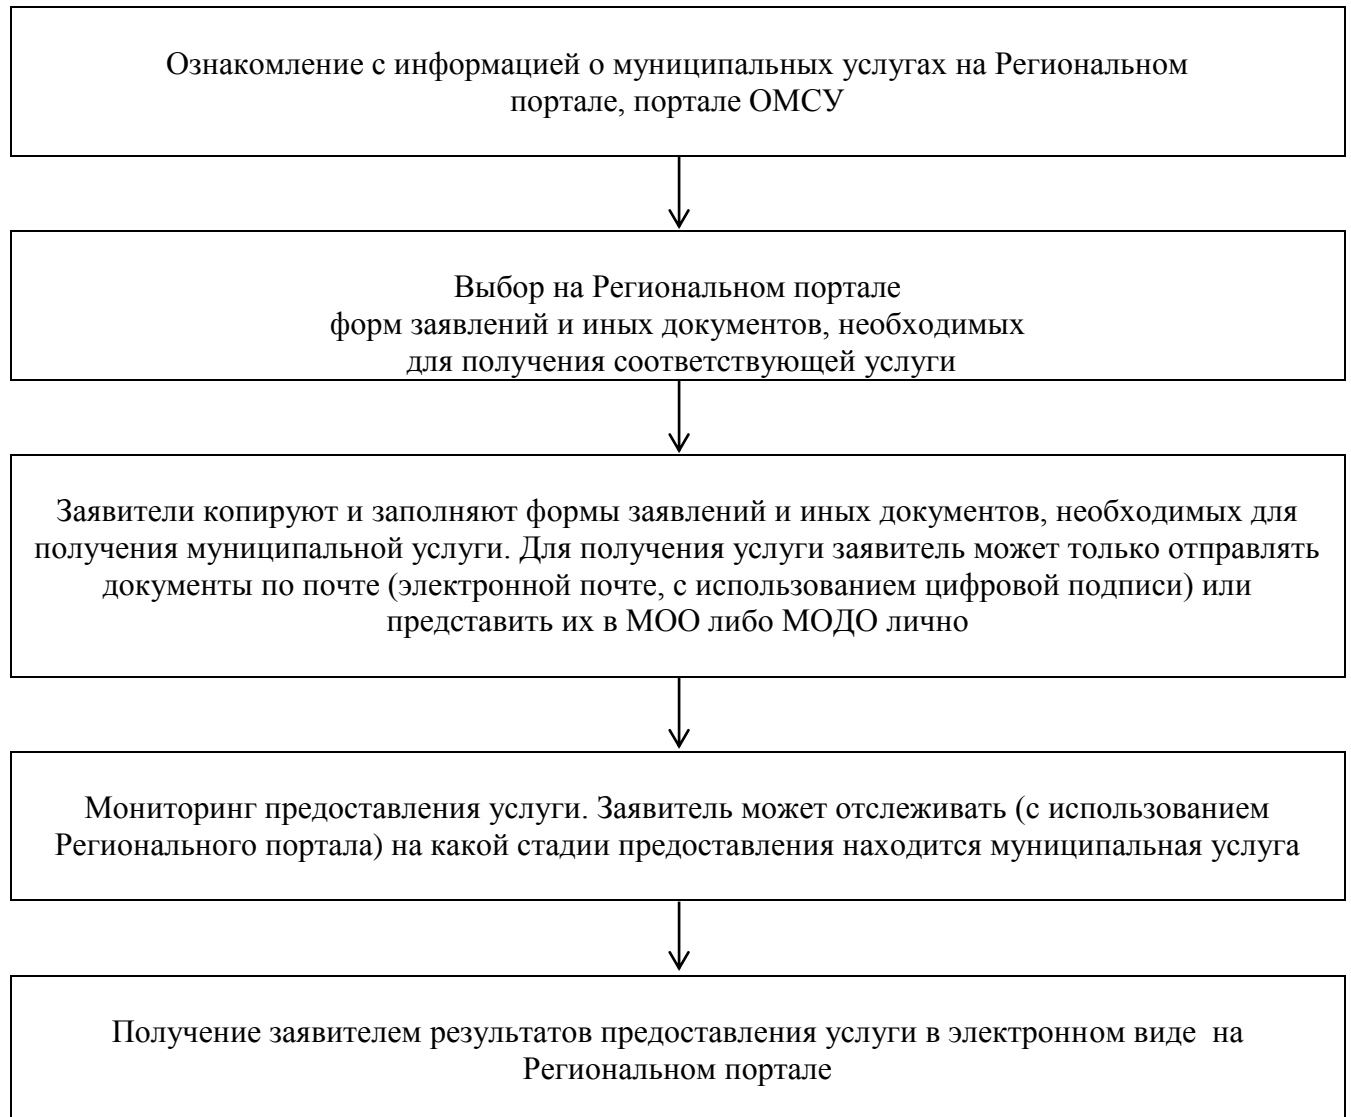 Ознакомление с информацией о муниципальных услугах на Региональном
портале, портале ОМСУ
Выбор на Региональном портале
форм заявлений и иных документов, необходимых
для получения соответствующей услуги
Заявители копируют и заполняют формы заявлений и иных документов, необходимых для
получения муниципальной услуги. Для получения услуги заявитель может только отправлять
документы по почте (электронной почте, с использованием цифровой подписи) или
представить их в МОО либо МОДО лично
Мониторинг предоставления услуги. Заявитель может отслеживать (с использованием
Регионального портала) на какой стадии предоставления находится муниципальная услуга
Получение заявителем результатов предоставления услуги в электронном виде  на
Региональном портале